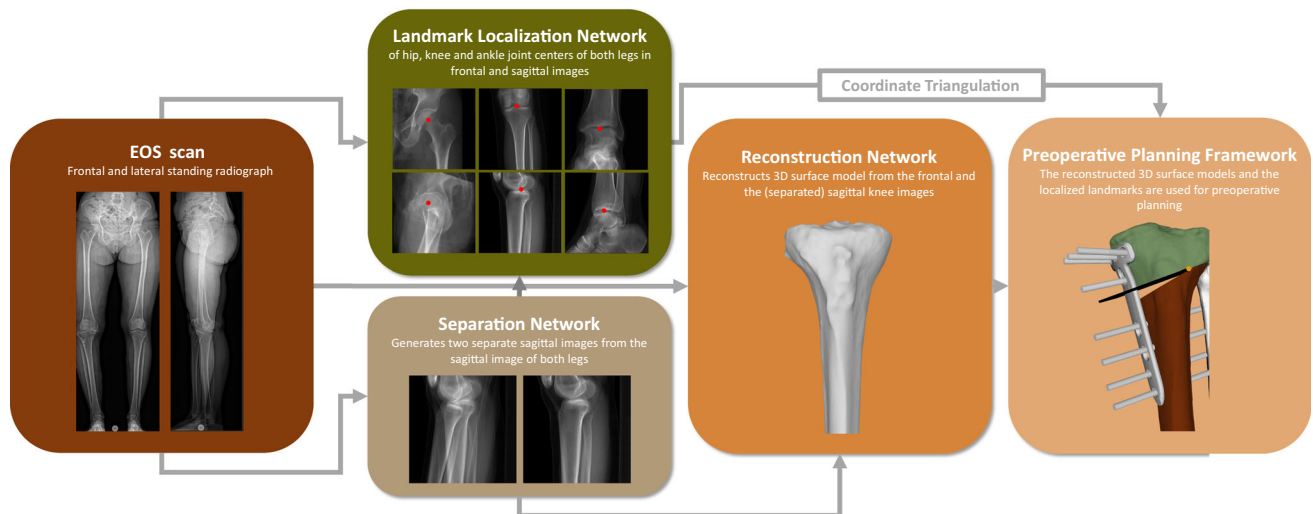 Landmark Localization Network
of hip, knee and ankle joint centers of both legs in
frontal and sagittal images
Coordinate Triangulation
EOS scan
Frontal and lateral standing radiograph
Reconstruction Network
Reconstructs 3D surface model from the frontal and
the (separated) sagittal knee images
Preoperative Planning Framework
The reconstructed 3D surface models and the
localized landmarks are used for preoperative
planning
Separation Network
Generates two separate sagittal images from the
sagittal image of both legs